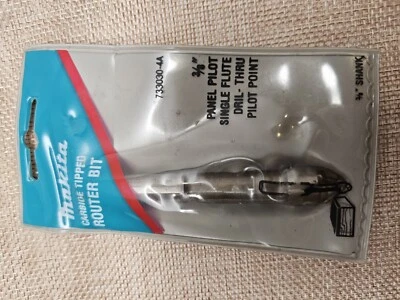 makita
CARBIDE TIPPED
ROUTER BIT
733030-4A
3/8"
PANEL PILOT
SINGLE FLUTE
DRILL-THRU
PILOT POINT
¼" SHANK